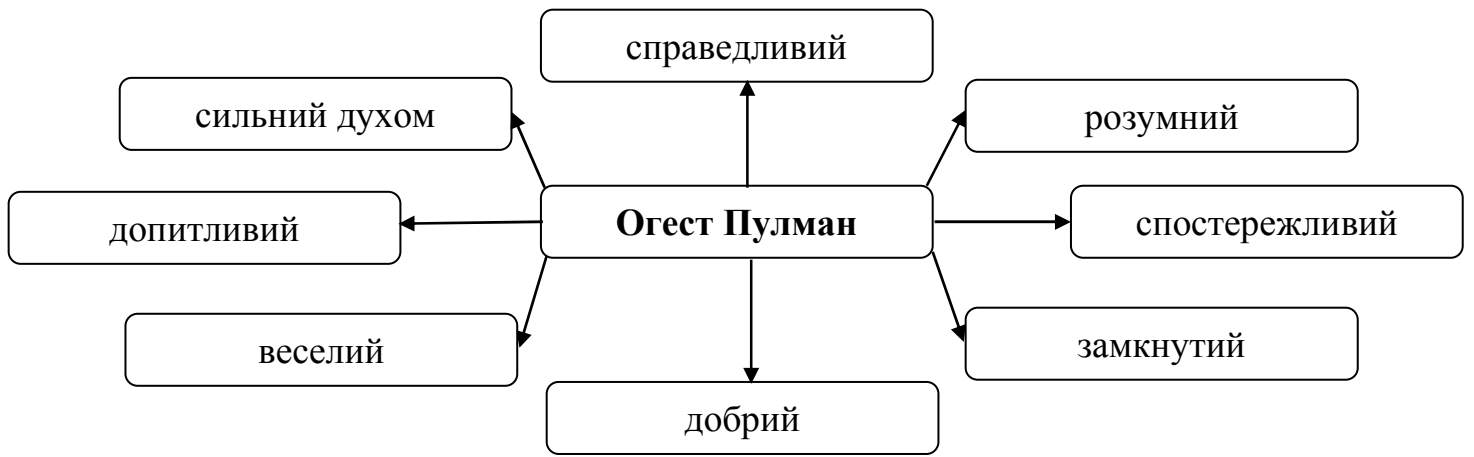 справедливий
сильний духом
розумний
Огест Пулман
допитливий
спостережливий
веселий
замкнутий
добрий